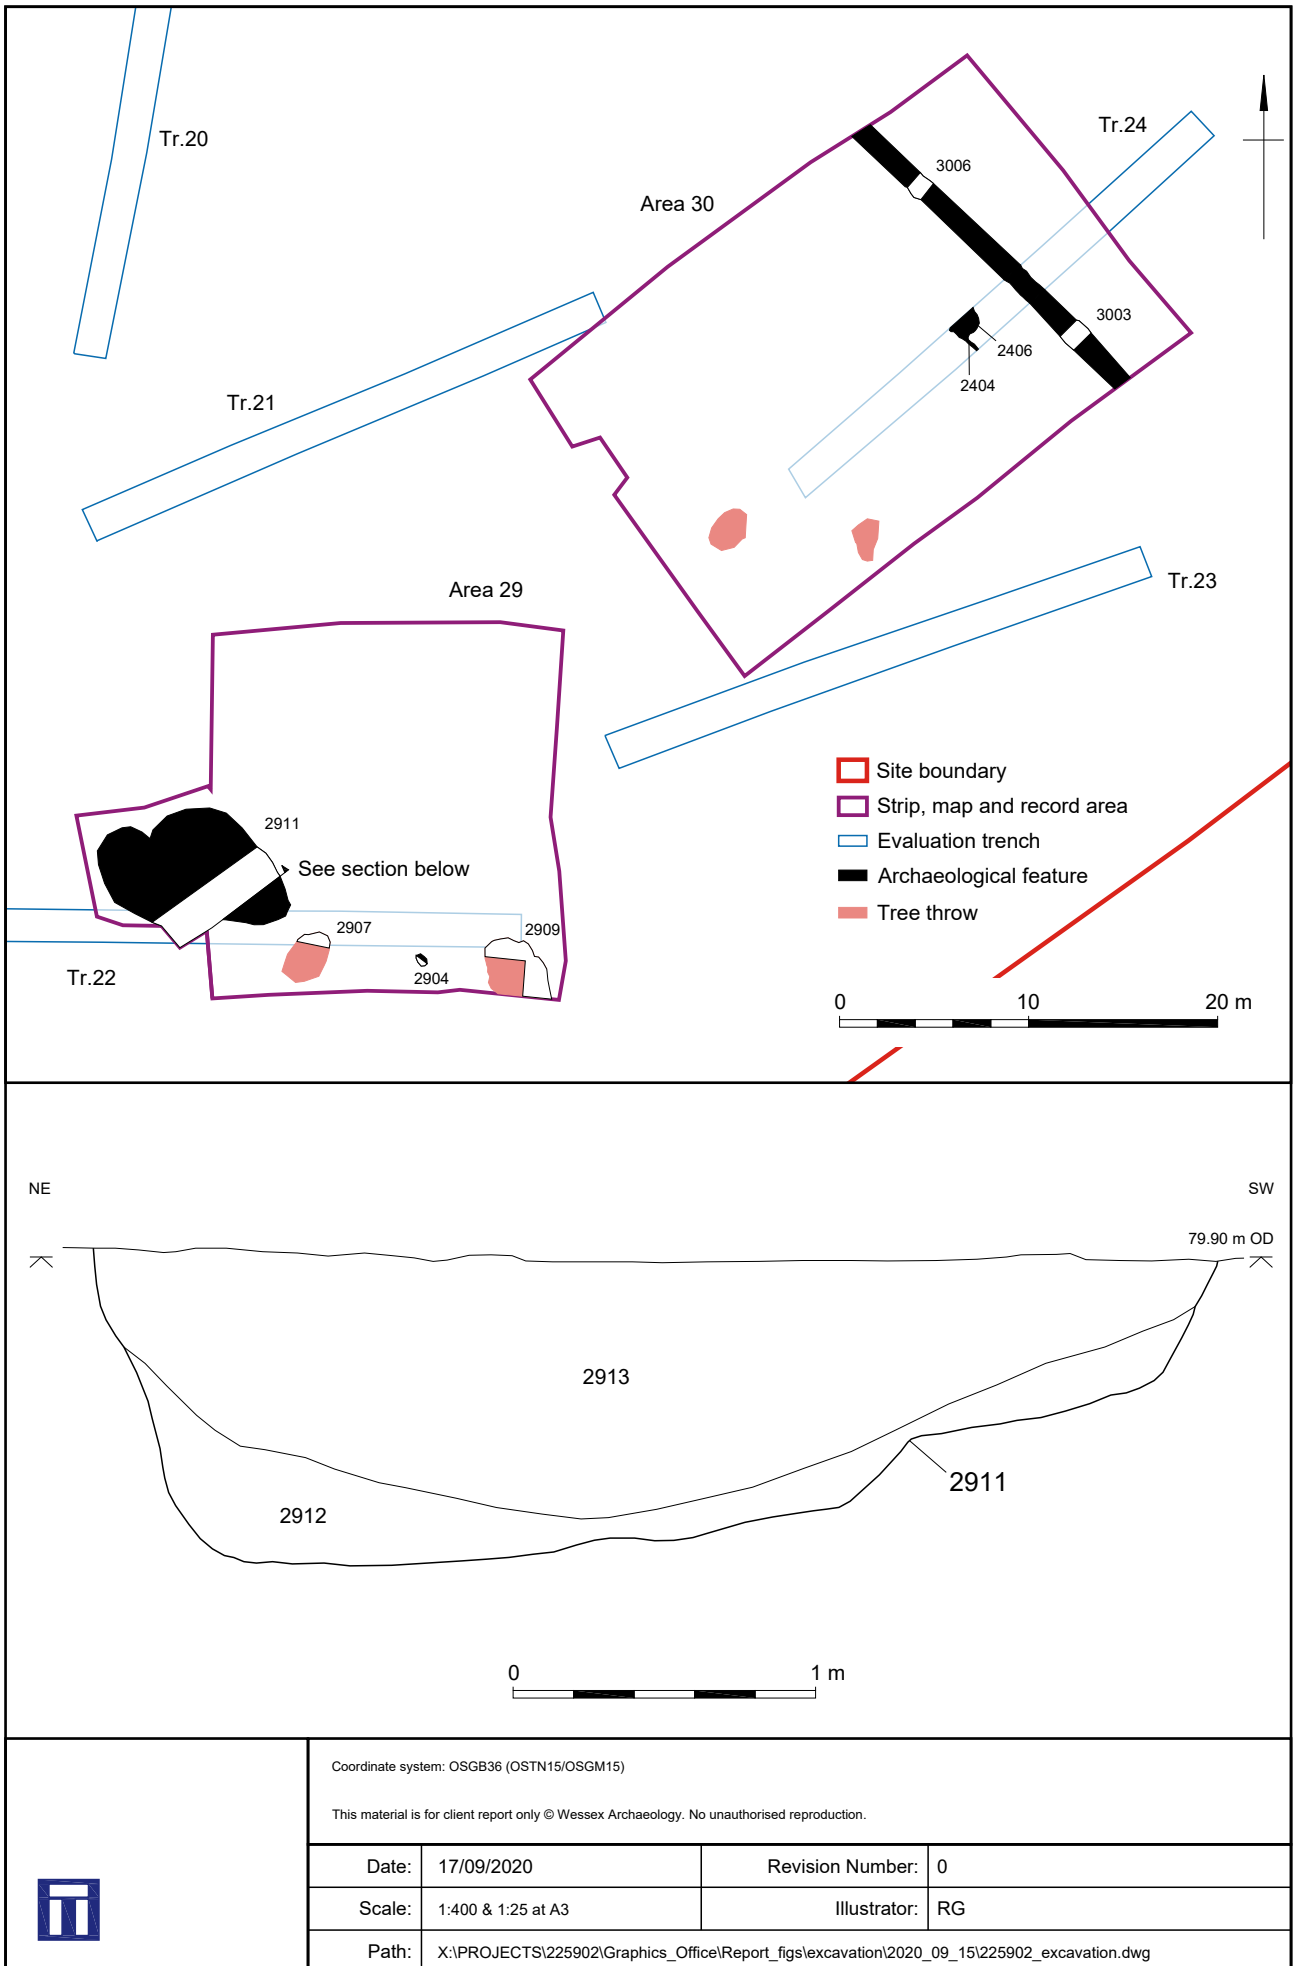 Tr.20
Tr.24
3006
Area 30
3003
2406
2404
Tr.21
Tr.23
Area 29
Site boundary
Strip, map and record area
Evaluation trench
Archaeological feature
Tree throw
2911
See section below
2907
2909
2904
Tr.22
0 10 20 m
NE SW
79.90 m OD
2913
2911
2912
0 1 m
Coordinate system: OSGB36 (OSTN15/OSGM15)
This material is for client report only © Wessex Archaeology. No unauthorised reproduction.
Date: 17/09/2020 Revision Number: 0
Scale: 1:400 & 1:25 at A3 Illustrator: RG
Path: X:\PROJECTS\225902\Graphics_Office\Report_figs\excavation\2020_09_15\225902_excavation.dwg